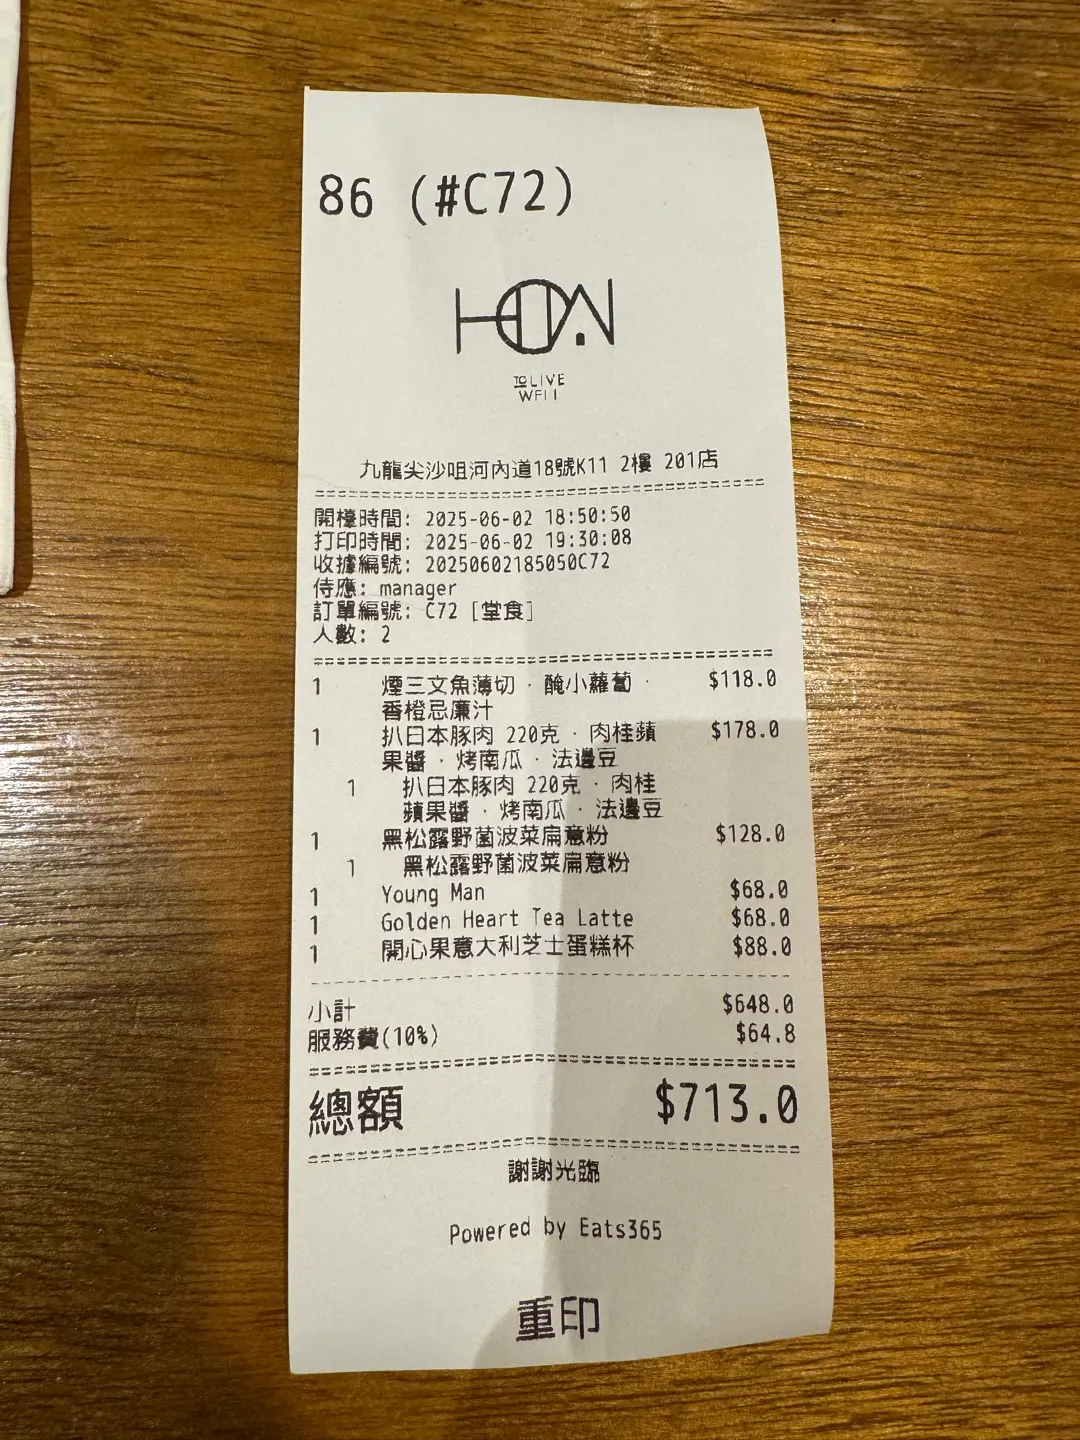 86 (#C72)
TO LIVE
WELL
九龍尖沙咀河內道18號K11 2樓 201店
開檯時間: 2025-06-02 18:50:50
打印時間: 2025-06-02 19:30:08
收據編號: 20250602185050C72
侍應: manager
訂單編號: C72 [堂食]
人數: 2
1 煙三文魚薄切 · 醃小蘿蔔 · $118.0
香橙忌廉汁
1 扒日本豚肉 220克 · 肉桂蘋 $178.0
果醬 · 烤南瓜 · 法邊豆
1 扒日本豚肉 220克 · 肉桂
蘋果醬 · 烤南瓜 · 法邊豆
1 黑松露野菌波菜扁意粉 $128.0
1 黑松露野菌波菜扁意粉
1 Young Man $68.0
1 Golden Heart Tea Latte $68.0
1 開心果意大利芝士蛋糕杯 $88.0
小計 $648.0
服務費(10%) $64.8
總額 $713.0
謝謝光臨
Powered by Eats365
重印